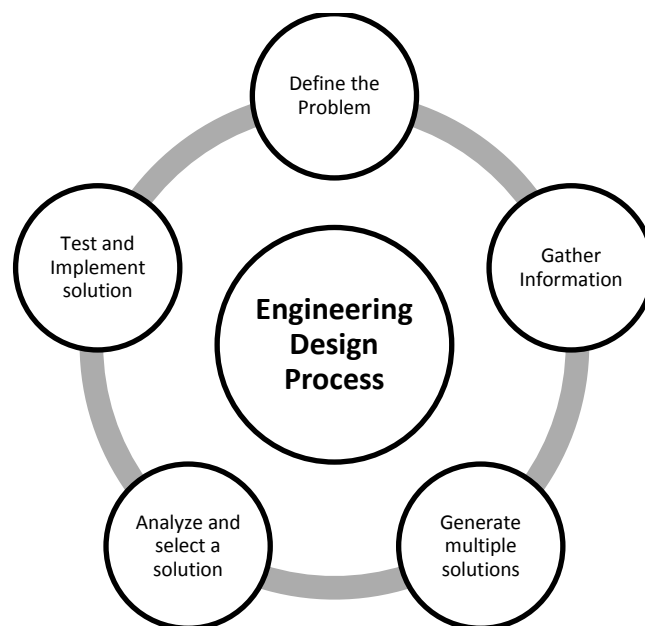 Define the
Problem
Gather
Information
Generate
multiple
solutions
Analyze and
select a
solution
Test and
Implement
solution
Engineering
Design
Process